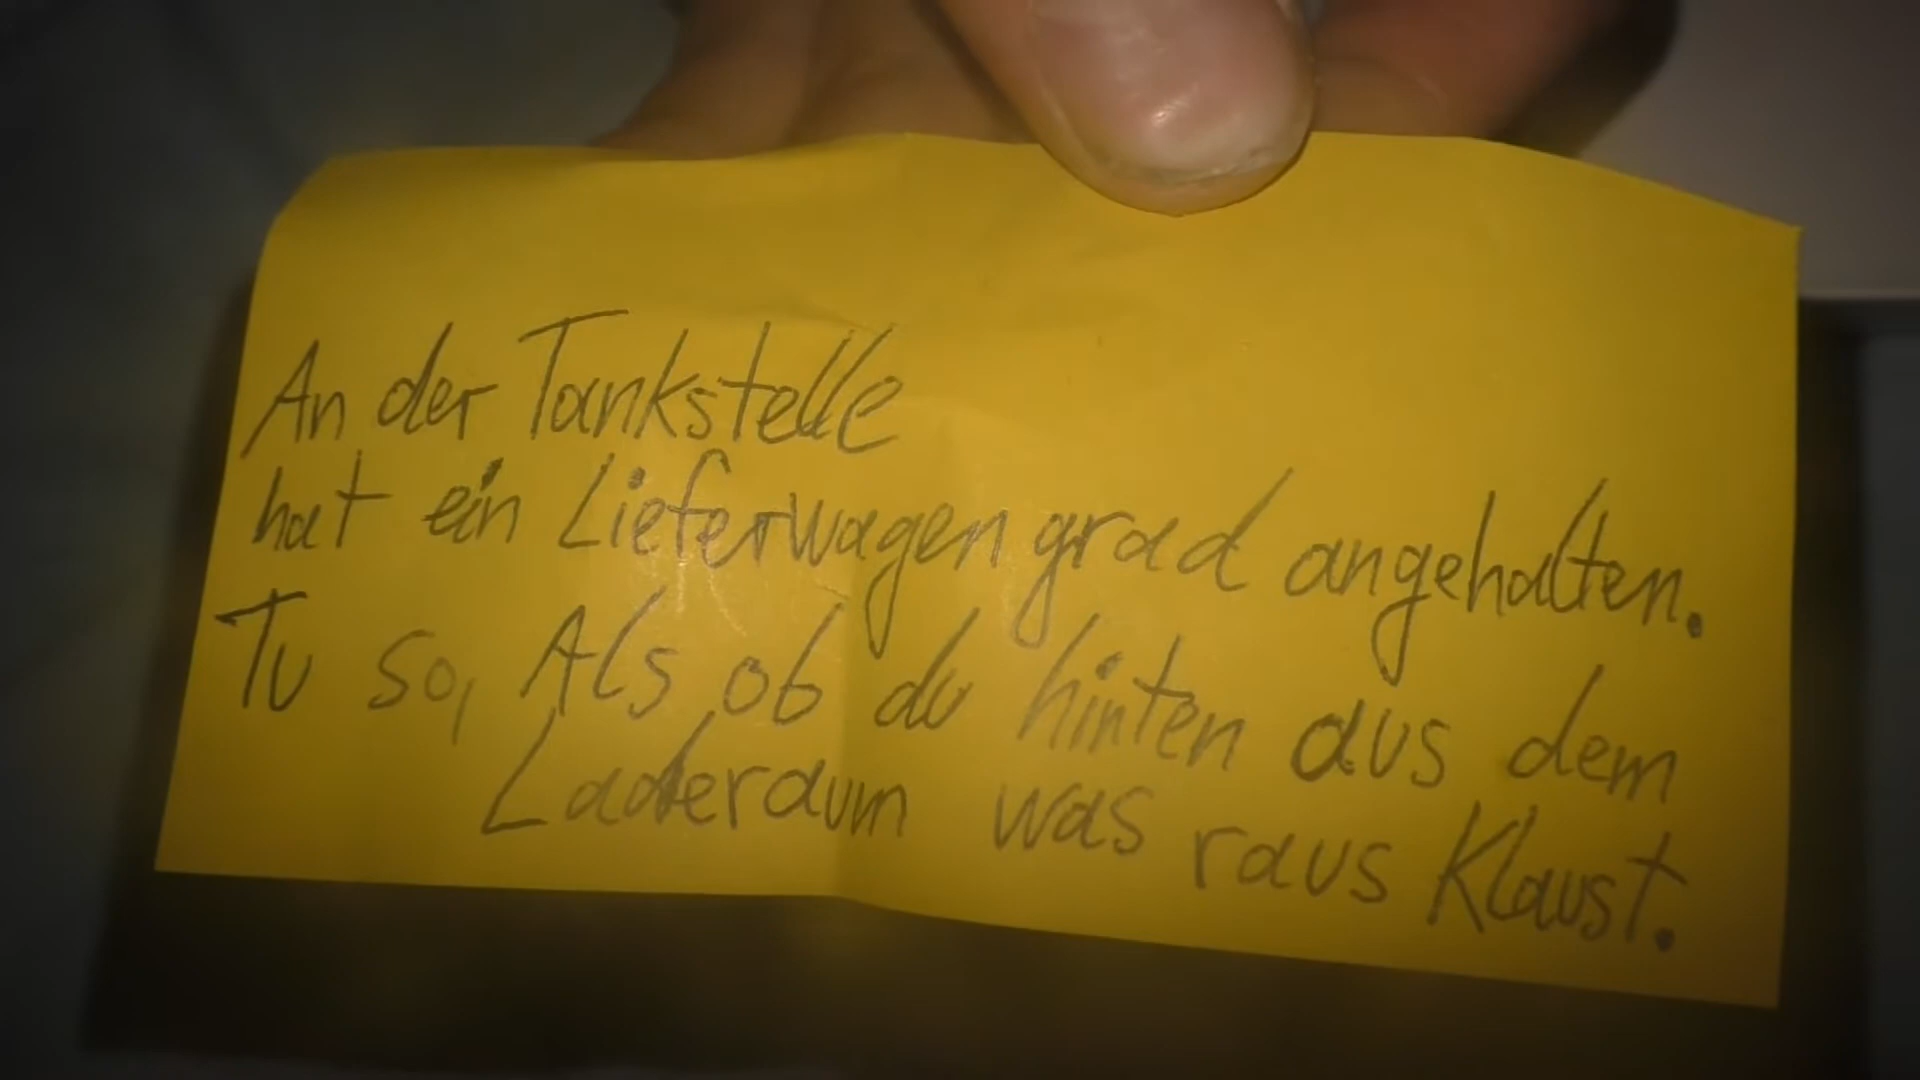 An der Tankstelle
hat ein Lieferwagen grad angehalten.
Tu so, Als ob du hinten aus dem
Laderaum was raus Klaust.